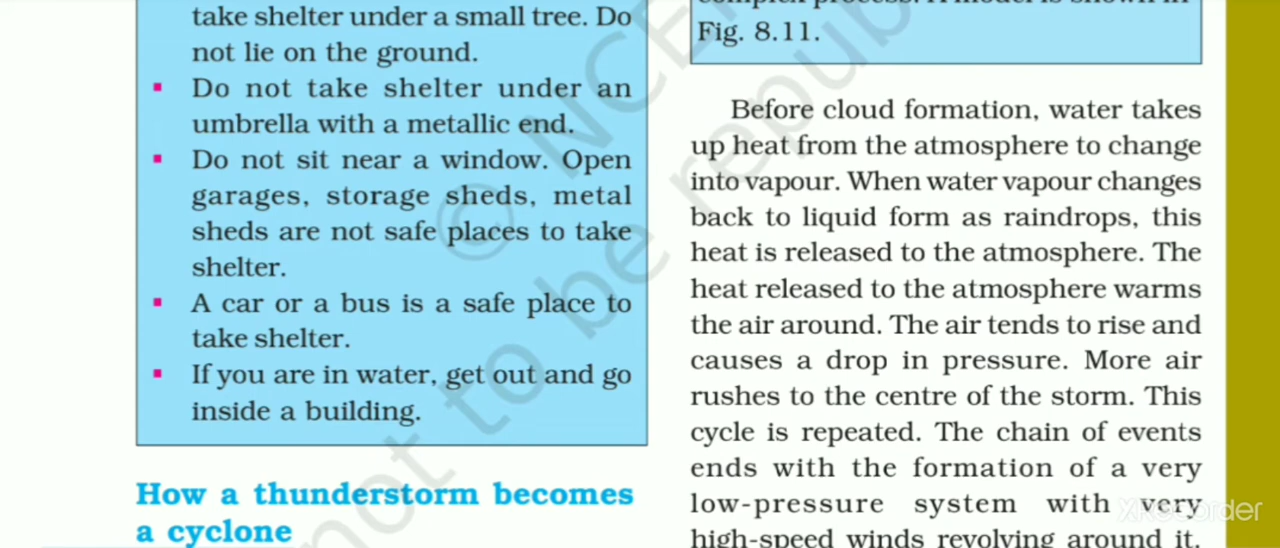 take shelter under a small tree. Do
not lie on the ground.
▪ Do not take shelter under an
umbrella with a metallic end.
▪ Do not sit near a window. Open
garages, storage sheds, metal
sheds are not safe places to take
shelter.
▪ A car or a bus is a safe place to
take shelter.
▪ If you are in water, get out and go
inside a building.
How a thunderstorm becomes
a cyclone
Fig. 8.11.
Before cloud formation, water takes
up heat from the atmosphere to change
into vapour. When water vapour changes
back to liquid form as raindrops, this
heat is released to the atmosphere. The
heat released to the atmosphere warms
the air around. The air tends to rise and
causes a drop in pressure. More air
rushes to the centre of the storm. This
cycle is repeated. The chain of events
ends with the formation of a very
low-pressure system with very
high-speed winds revolving around it.
© NCE
not to be repub
XRecorder